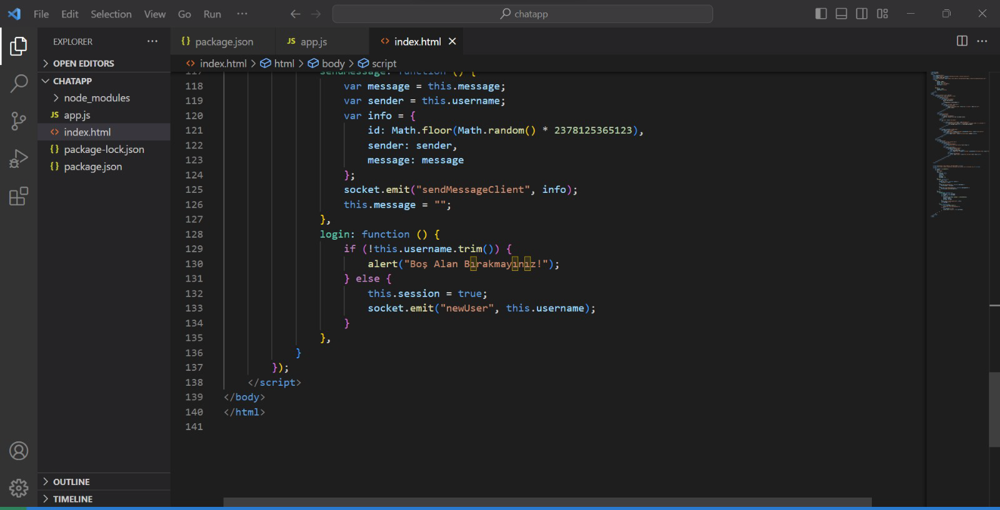 File Edit Selection View Go Run ··· chatapp
EXPLORER ···
OPEN EDITORS
CHATAPP
node_modules
JS app.js
<> index.html
{} package-lock.json
{} package.json
OUTLINE
TIMELINE
{} package.json JS app.js <> index.html
<> index.html > html > body > script
117 sendMessage: function () {
118 var message = this.message;
119 var sender = this.username;
120 var info = {
121 id: Math.floor(Math.random() * 2378125365123),
122 sender: sender,
123 message: message
124 };
125 socket.emit("sendMessageClient", info);
126 this.message = "";
127 },
128 login: function () {
129 if (!this.username.trim()) {
130 alert("Boş Alan Bırakmayınız!");
131 } else {
132 this.session = true;
133 socket.emit("newUser", this.username);
134 }
135 },
136 }
137 });
138 </script>
139 </body>
140 </html>
141